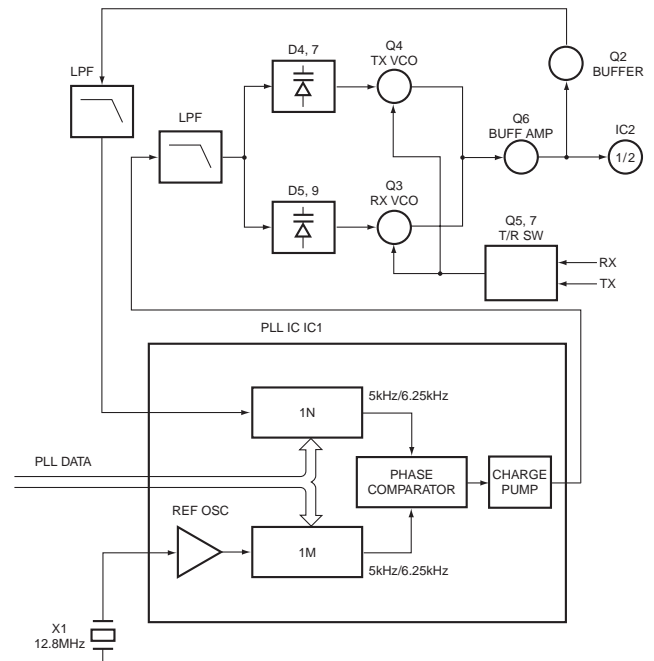 Q2
BUFFER
D4, 7
Q4
TX VCO
LPF
LPF
Q6
BUFF AMP
IC2
1/2
D5, 9
Q3
RX VCO
Q5, 7
T/R SW
RX
TX
PLL IC IC1
5kHz/6.25kHz
1N
PLL DATA
PHASE
COMPARATOR
CHARGE
PUMP
REF OSC
1M
5kHz/6.25kHz
X1
12.8MHz